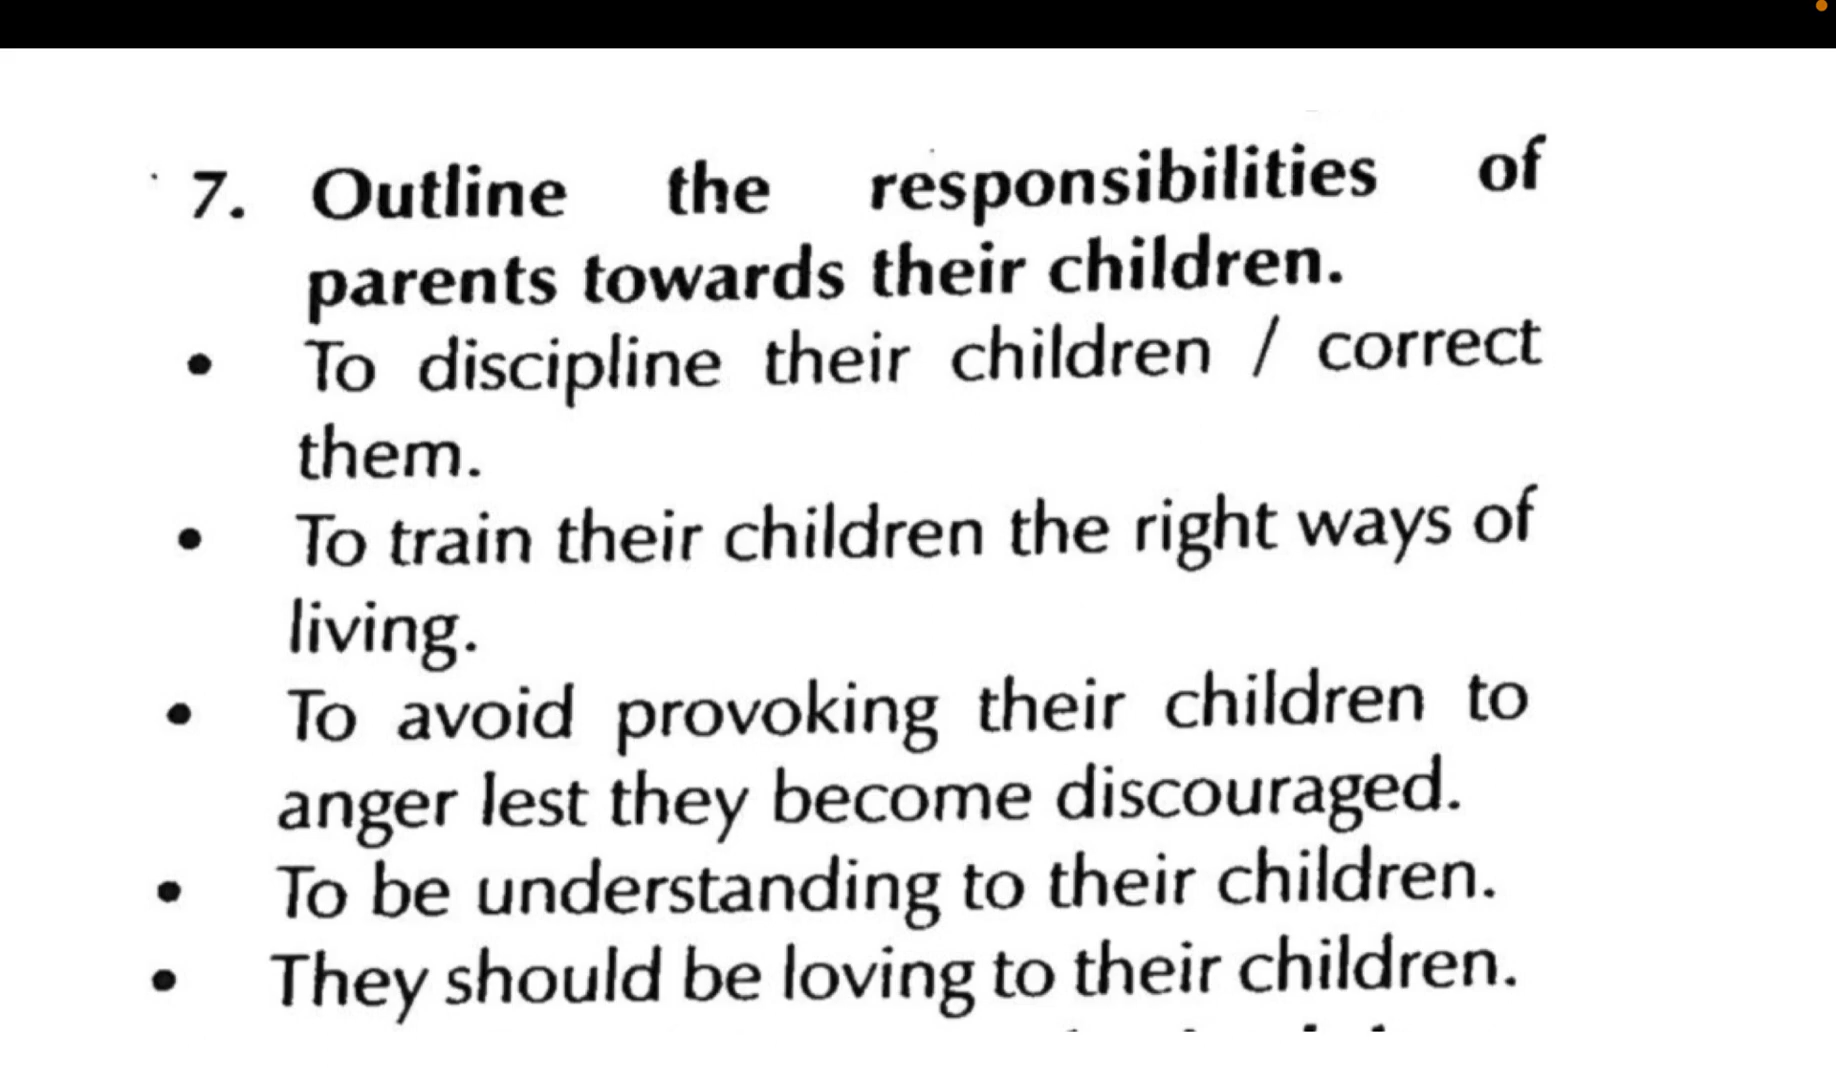 7. Outline the responsibilities of
parents towards their children.
• To discipline their children / correct
them.
• To train their children the right ways of
living.
• To avoid provoking their children to
anger lest they become discouraged.
• To be understanding to their children.
• They should be loving to their children.